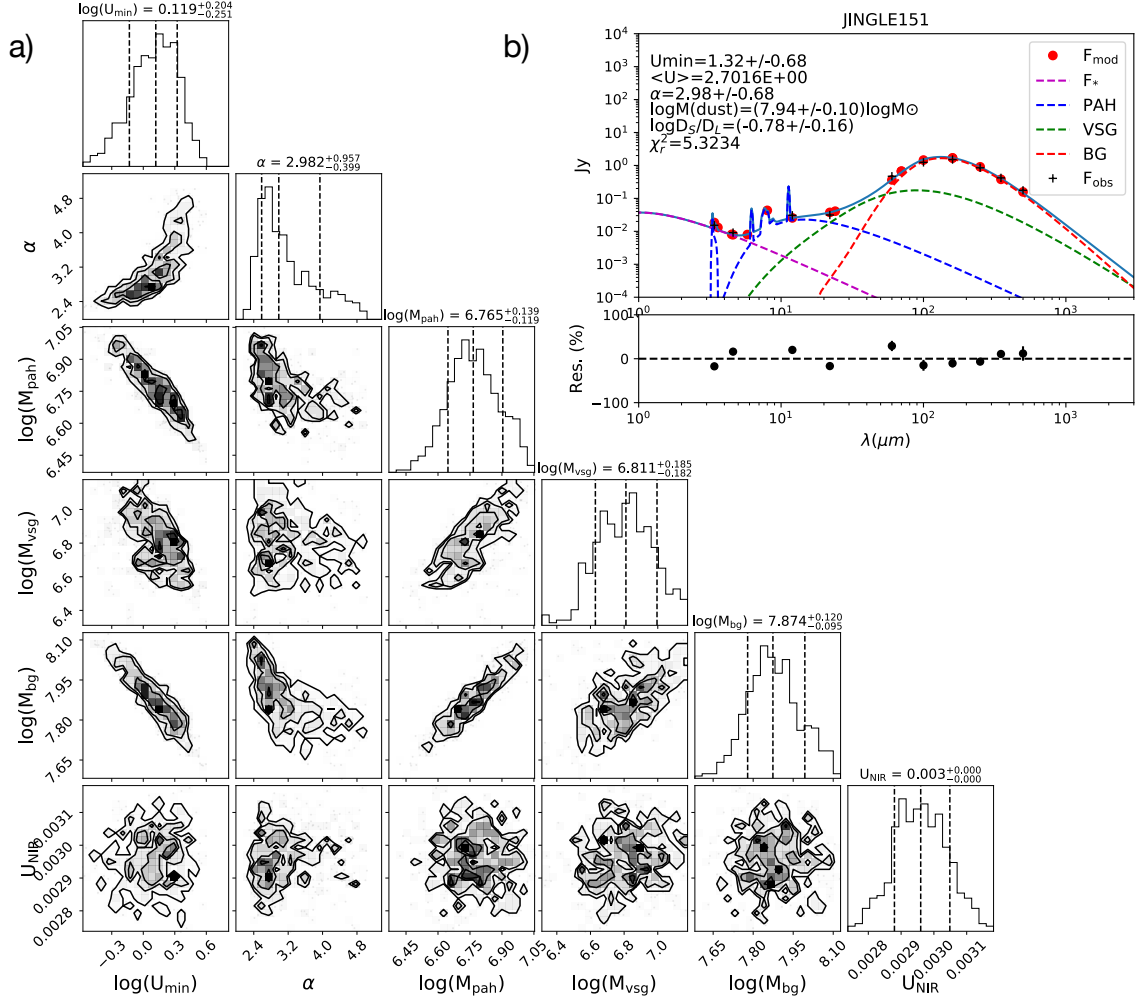 a)
log(U_min) = 0.119^{+0.204}_{-0.251}
α = 2.982^{+0.957}_{-0.399}
log(M_pah) = 6.765^{+0.139}_{-0.119}
log(M_vsg) = 6.811^{+0.185}_{-0.182}
log(M_bg) = 7.874^{+0.120}_{-0.095}
U_NIR = 0.003^{+0.000}_{-0.000}
α
4.8
4.0
3.2
2.4
log(M_pah)
7.05
6.90
6.75
6.60
6.45
log(M_vsg)
7.0
6.8
6.6
6.4
log(M_bg)
8.10
7.95
7.80
7.65
U_NIR
0.0031
0.0030
0.0029
0.0028
−0.3 0.0 0.3 0.6
2.4 3.2 4.0 4.8
6.45 6.60 6.75 6.90 7.05
6.4 6.6 6.8 7.0
7.65 7.80 7.95 8.10
0.0028 0.0029 0.0030 0.0031
log(U_min) α log(M_pah) log(M_vsg) log(M_bg) U_NIR
b)
JINGLE151
Umin=1.32+/-0.68
<U>=2.7016E+00
α=2.98+/-0.68
logM(dust)=(7.94+/-0.10)logM⊙
logD_S/D_L=(-0.78+/-0.16)
χ_r^2=5.3234
F_mod
F_*
PAH
VSG
BG
F_obs
Jy
10^4
10^3
10^2
10^1
10^0
10^{−1}
10^{−2}
10^{−3}
10^{−4}
Res. (%)
100
0
−100
10^0 10^1 10^2 10^3
λ(μm)